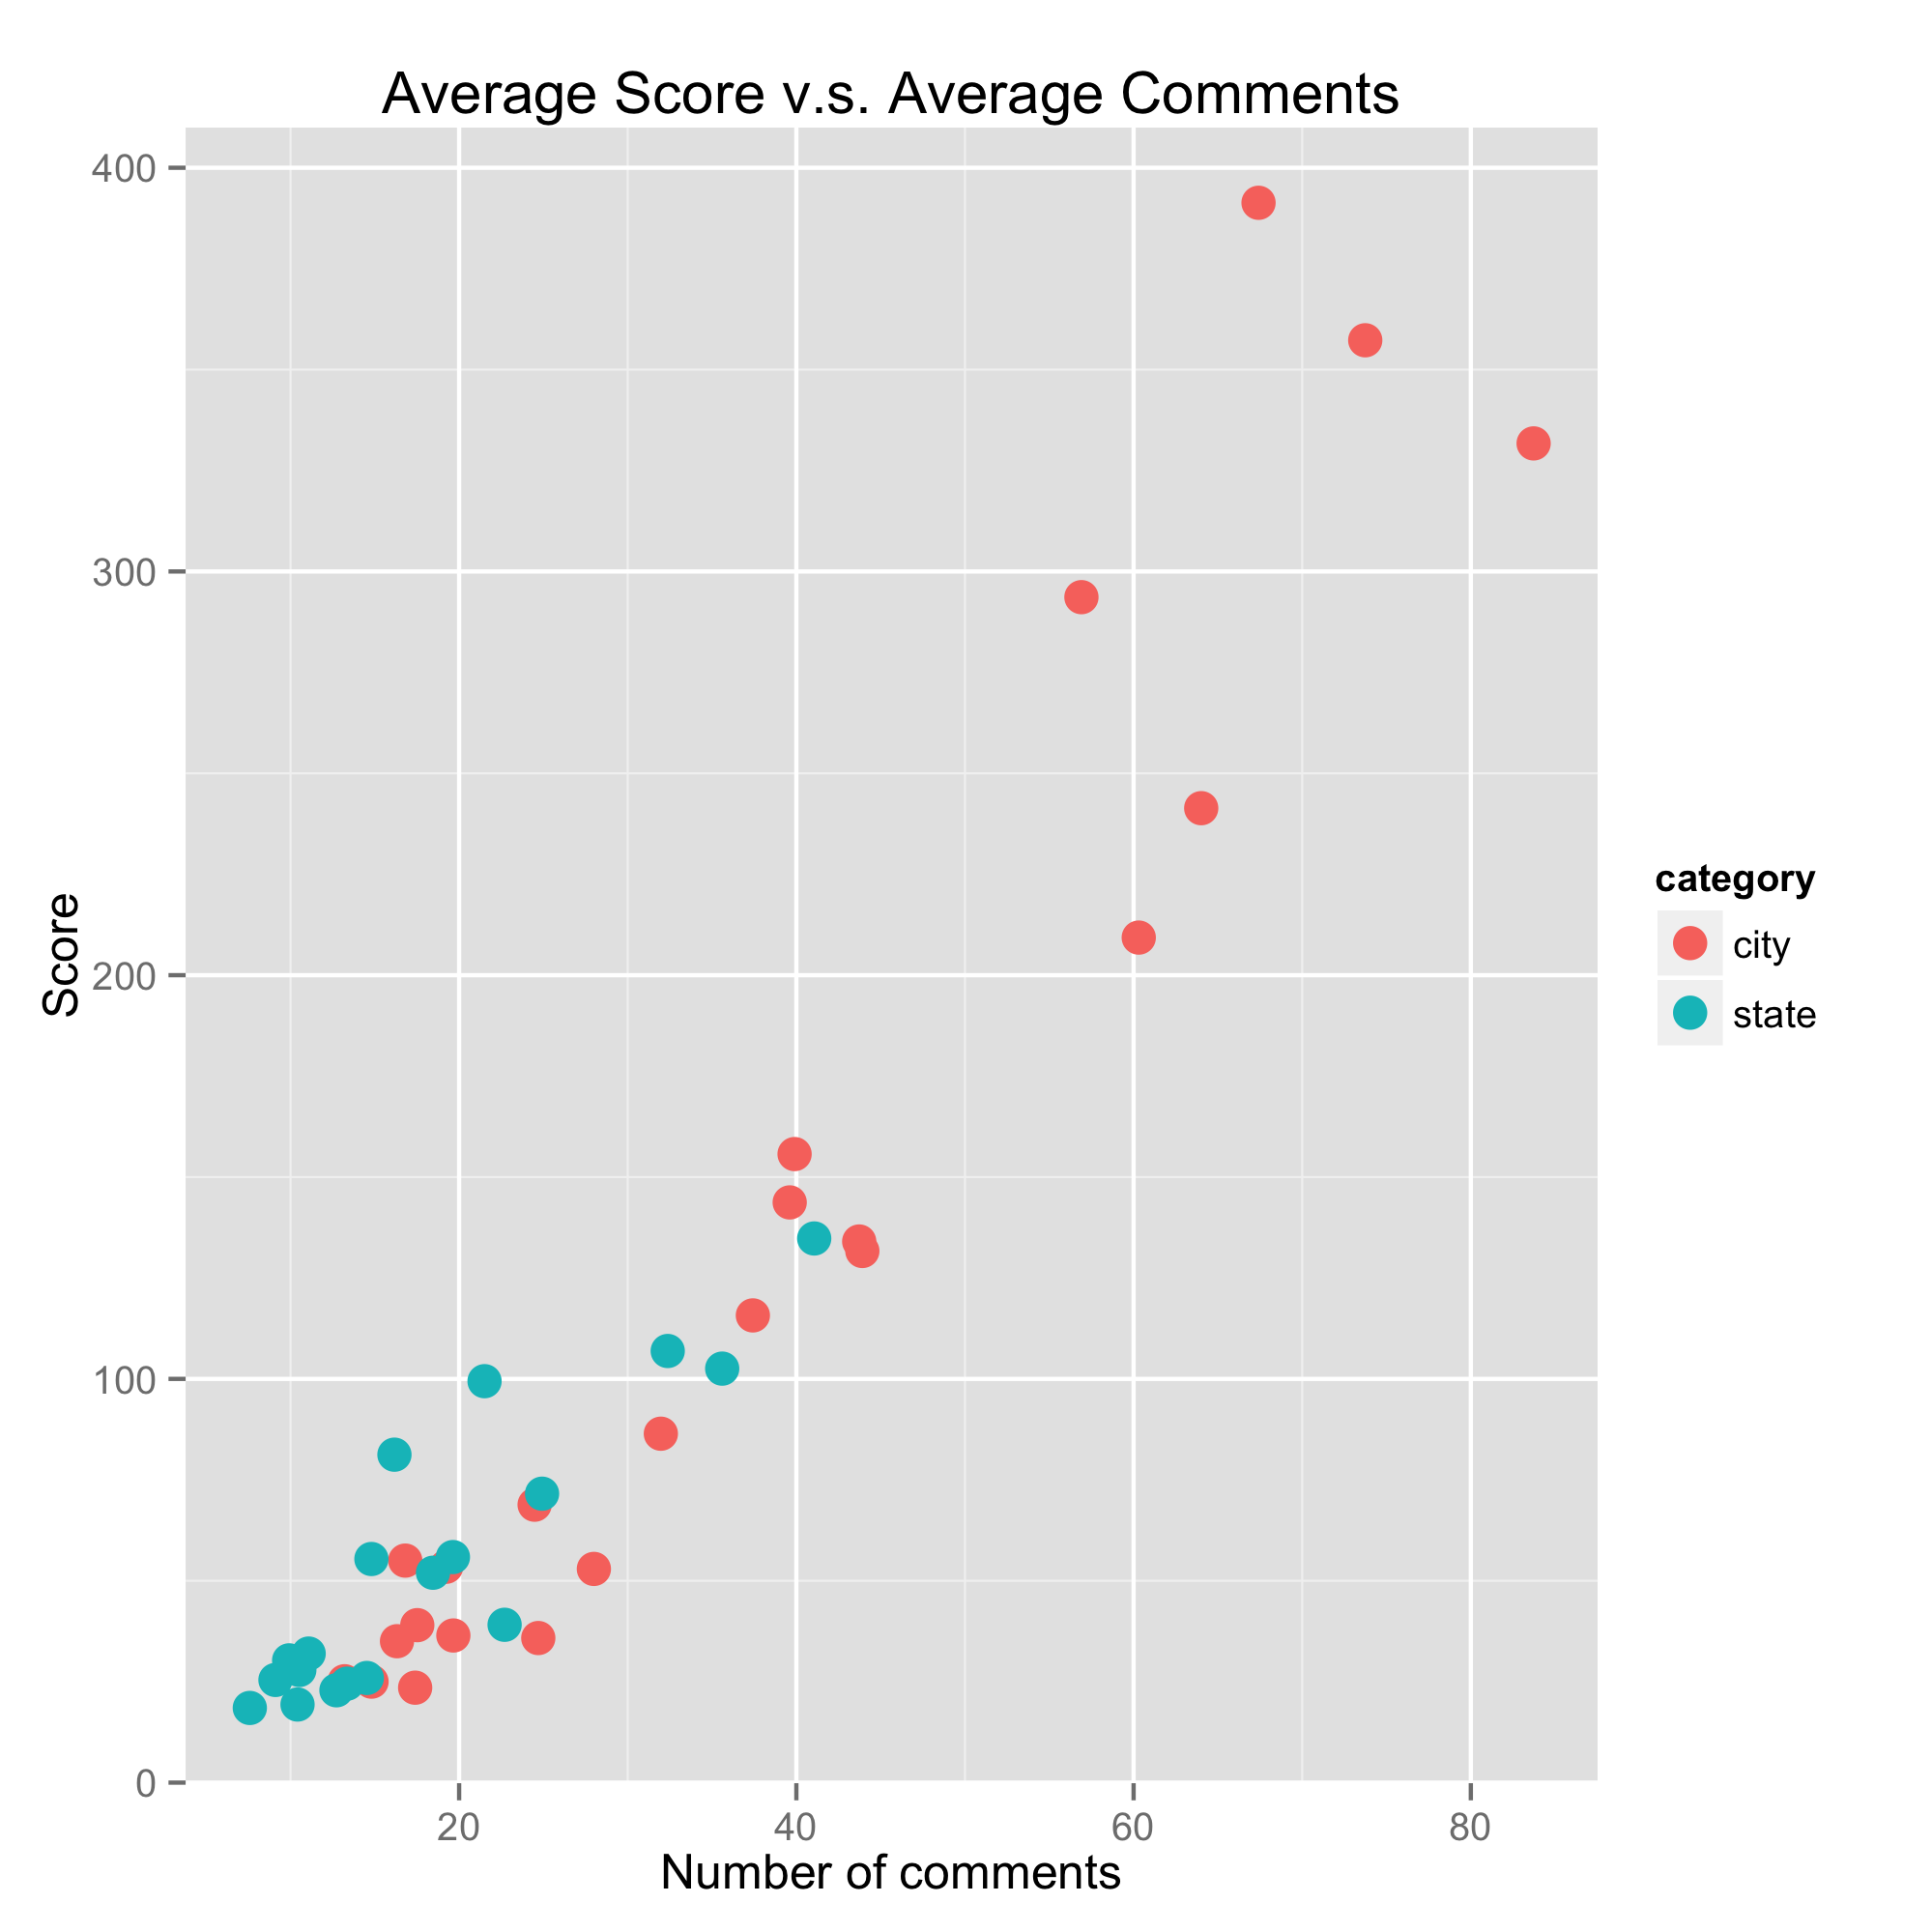 Average Score v.s. Average Comments
400
300
200
100
0
Score
20 40 60 80
Number of comments
category
city
state